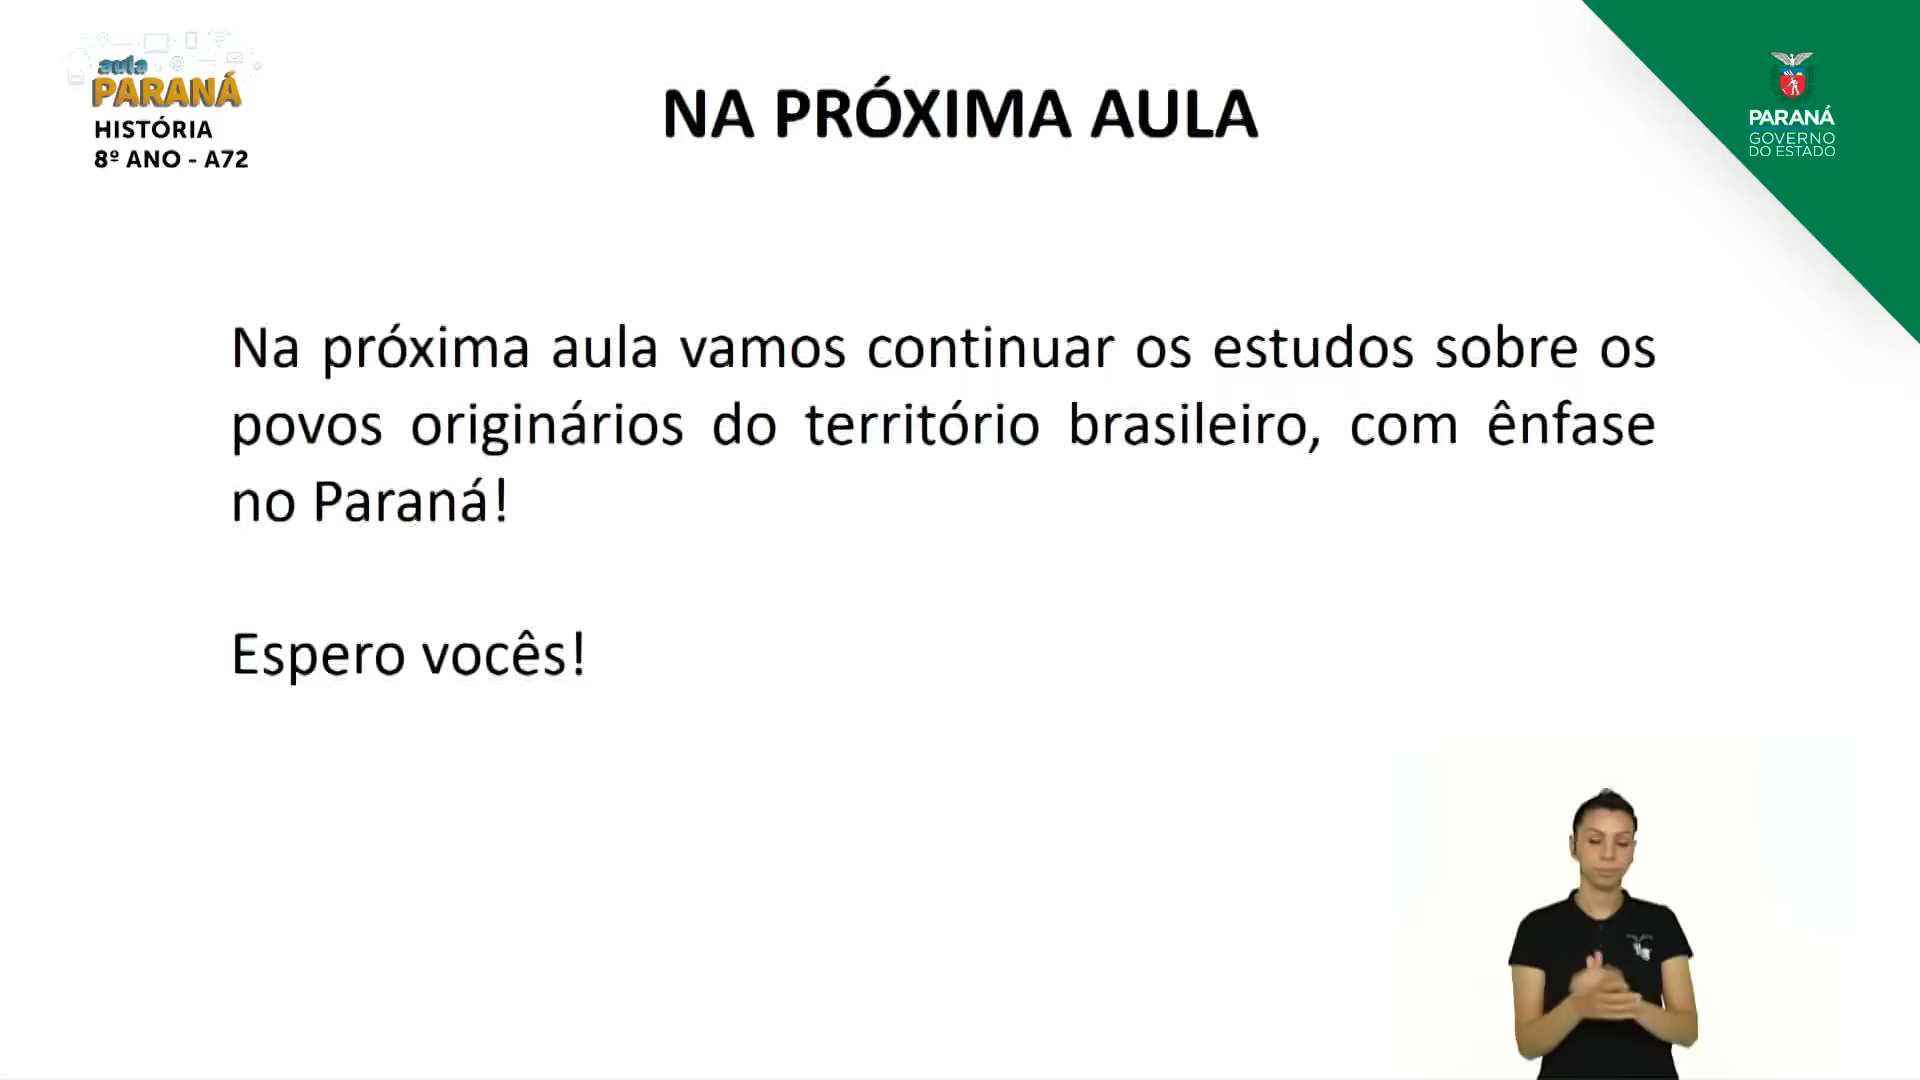 aula
PARANÁ
HISTÓRIA
8º ANO - A72
NA PRÓXIMA AULA
PARANÁ
GOVERNO
DO ESTADO
Na próxima aula vamos continuar os estudos sobre os
povos originários do território brasileiro, com ênfase
no Paraná!
Espero vocês!